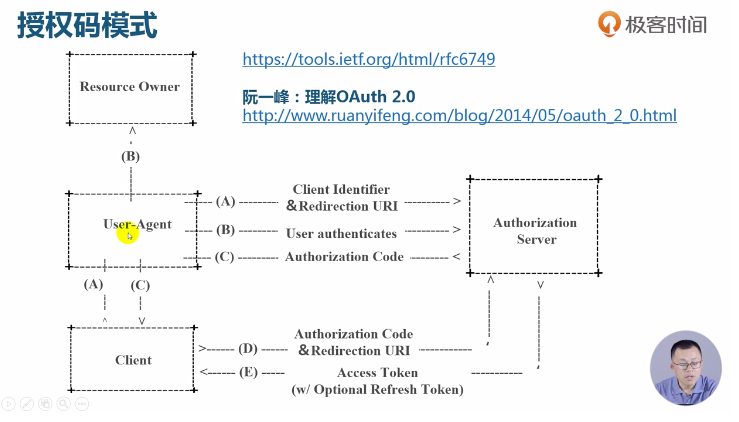 授权码模式
极客时间
https://tools.ietf.org/html/rfc6749
阮一峰：理解OAuth 2.0
http://www.ruanyifeng.com/blog/2014/05/oauth_2_0.html
Resource Owner
(B)
User-Agent
(A)
Client Identifier
&Redirection URI
(B)
User authenticates
(C)
Authorization Code
Authorization
Server
(A)
(C)
Client
(D)
Authorization Code
&Redirection URI
(E)
Access Token
(w/ Optional Refresh Token)